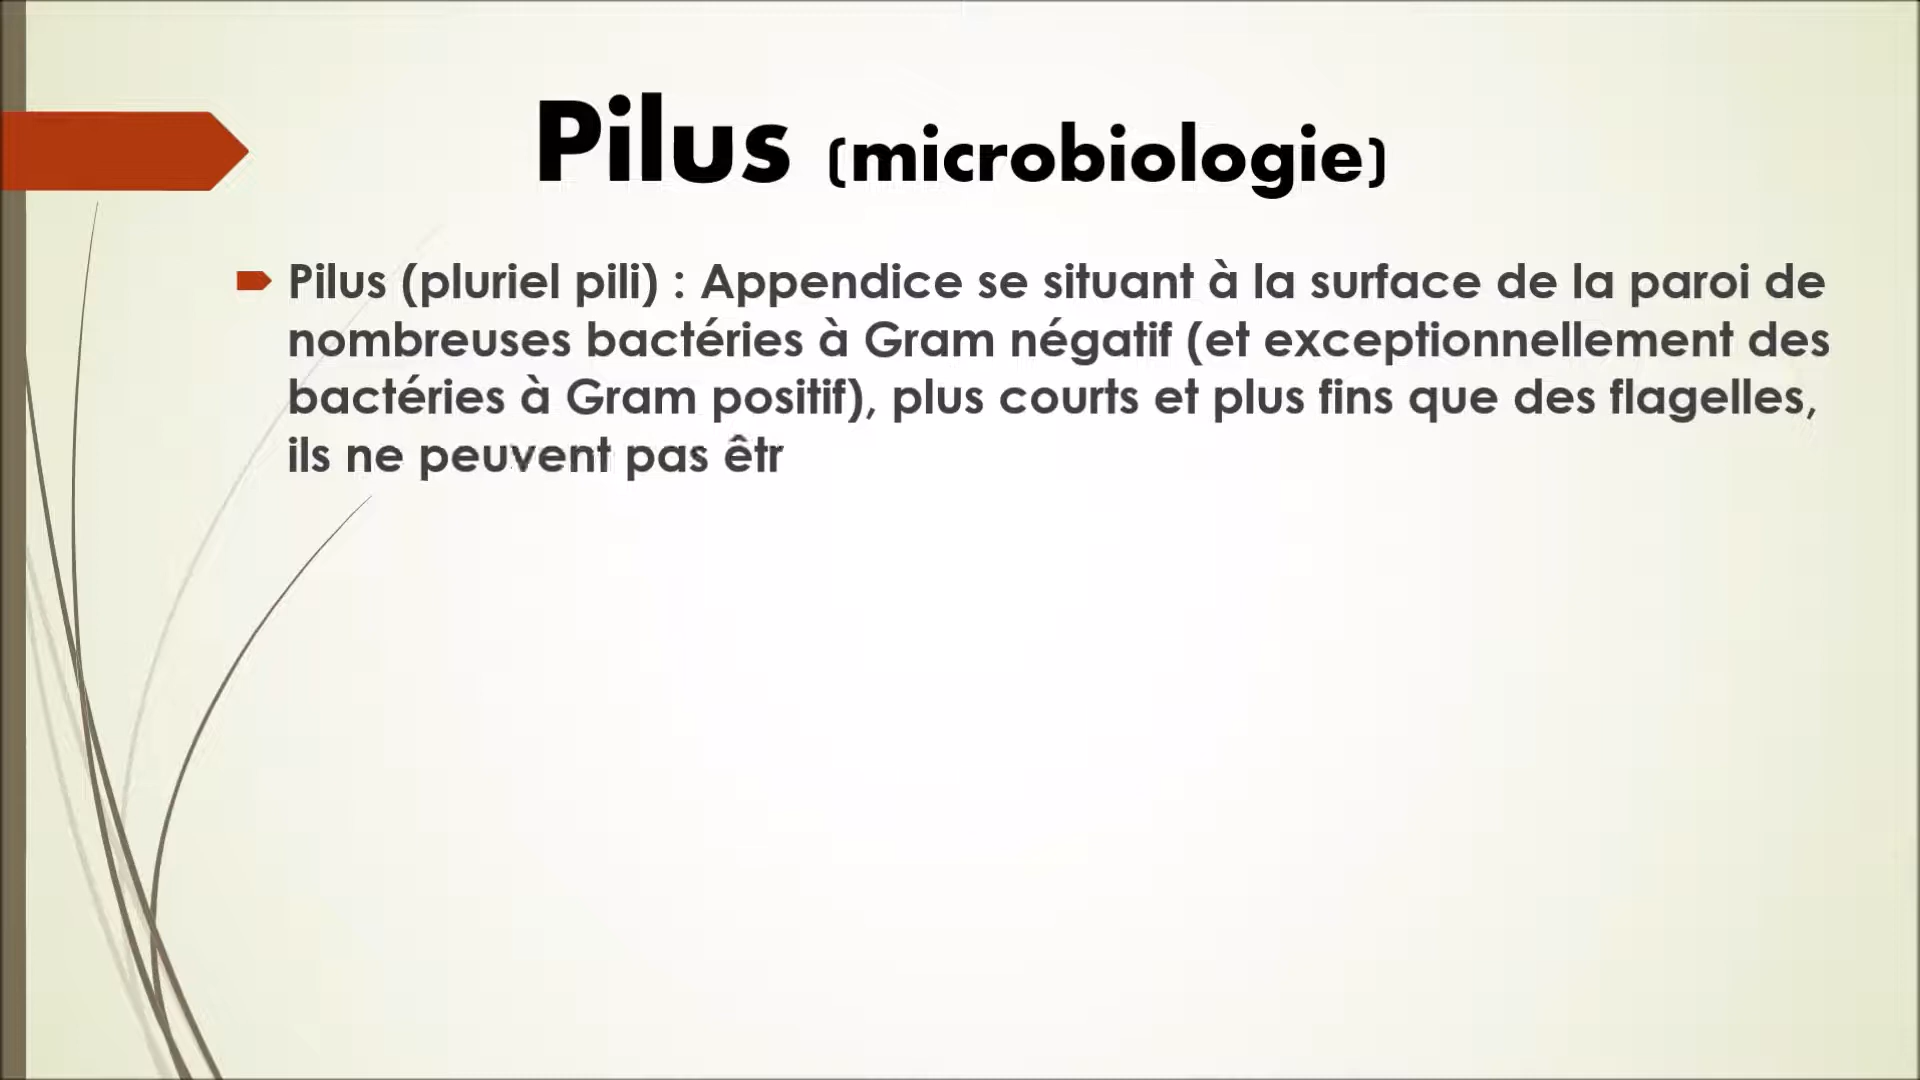 Pilus (microbiologie)
Pilus (pluriel pili) : Appendice se situant à la surface de la paroi de
nombreuses bactéries à Gram négatif (et exceptionnellement des
bactéries à Gram positif), plus courts et plus fins que des flagelles,
ils ne peuvent pas êtr